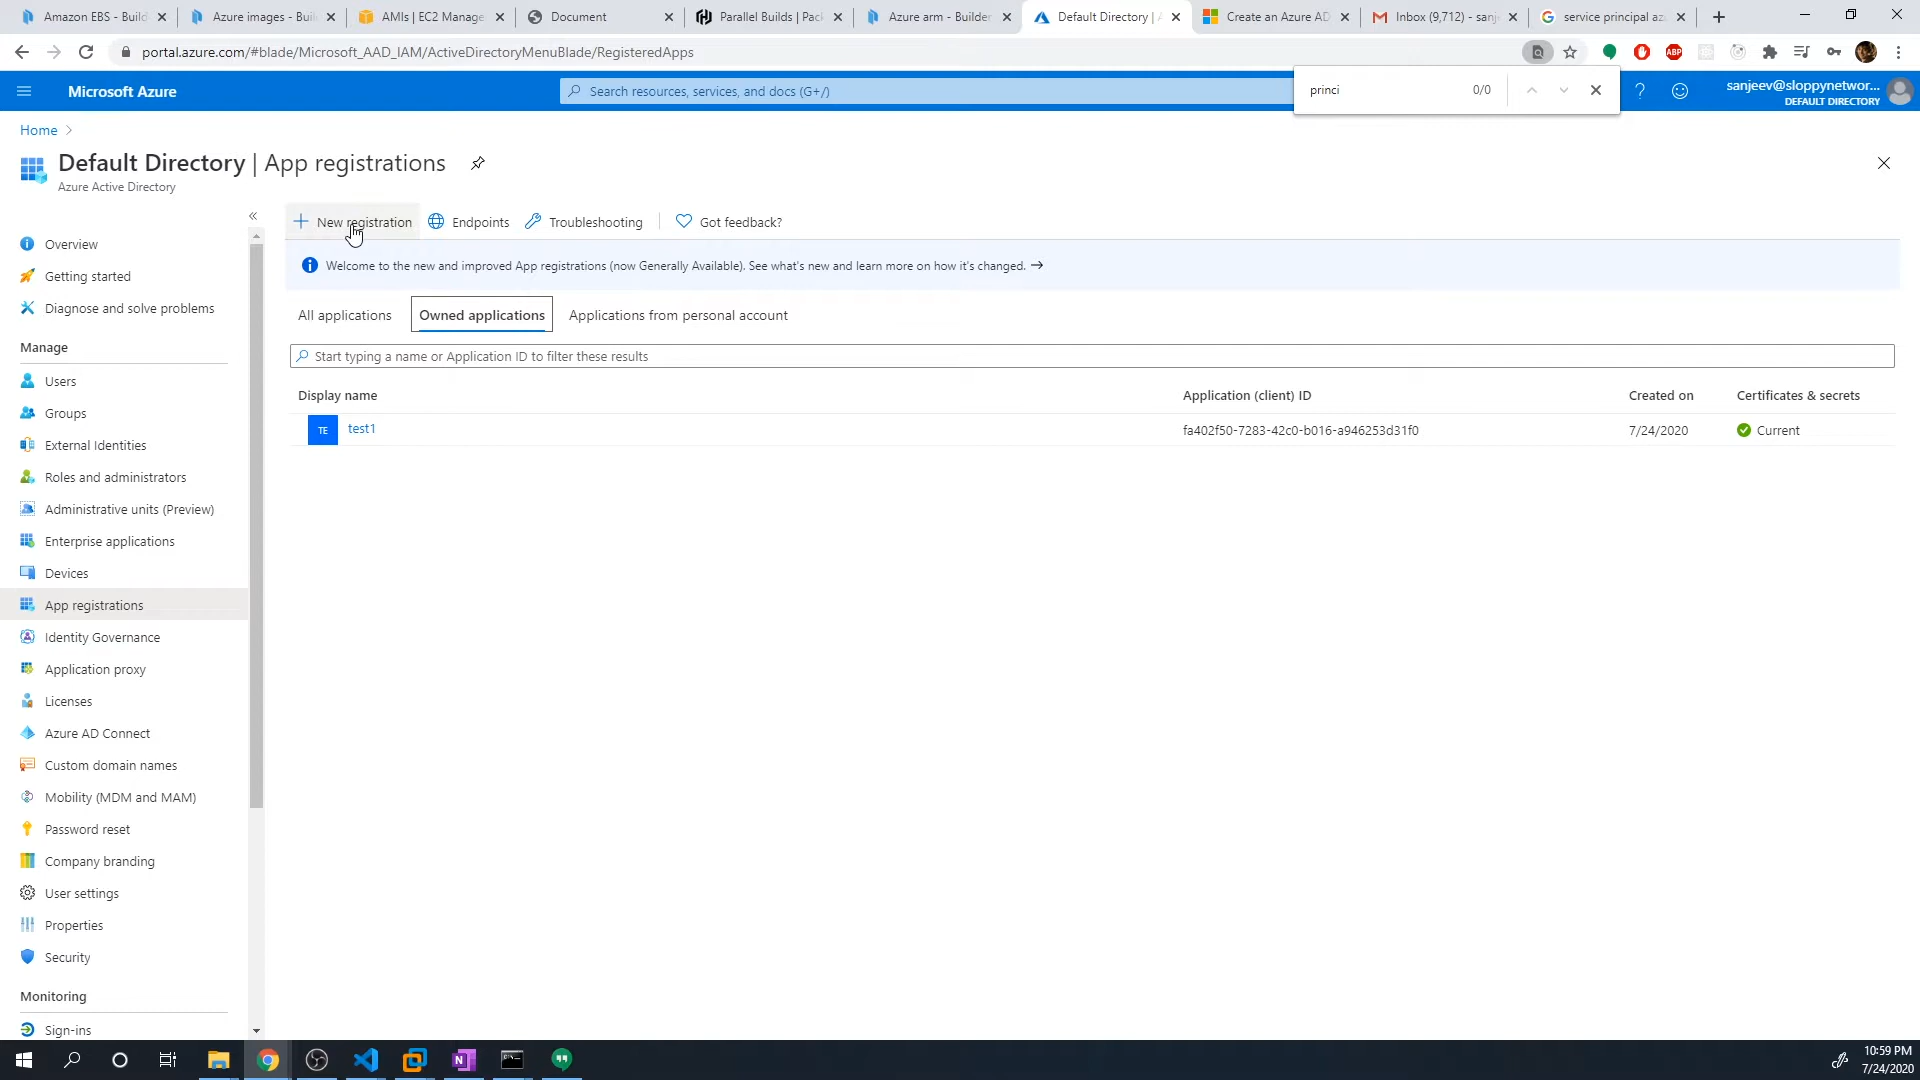 Amazon EBS - Build
Azure images - Buil
AMIs | EC2 Manage
Document
Parallel Builds | Pac
Azure arm - Builder
Default Directory |
Create an Azure AD
Inbox (9,712) - sanj
service principal az
portal.azure.com/#blade/Microsoft_AAD_IAM/ActiveDirectoryMenuBlade/RegisteredApps
ABP
Microsoft Azure
Search resources, services, and docs (G+/)
princi
0/0
sanjeev@sloppynetwor...
DEFAULT DIRECTORY
Home
Default Directory | App registrations
Azure Active Directory
New registration
Endpoints
Troubleshooting
Got feedback?
Welcome to the new and improved App registrations (now Generally Available). See what's new and learn more on how it's changed. →
All applications
Owned applications
Applications from personal account
Start typing a name or Application ID to filter these results
Display name
Application (client) ID
Created on
Certificates & secrets
TE
test1
fa402f50-7283-42c0-b016-a946253d31f0
7/24/2020
Current
Overview
Getting started
Diagnose and solve problems
Manage
Users
Groups
External Identities
Roles and administrators
Administrative units (Preview)
Enterprise applications
Devices
App registrations
Identity Governance
Application proxy
Licenses
Azure AD Connect
Custom domain names
Mobility (MDM and MAM)
Password reset
Company branding
User settings
Properties
Security
Monitoring
Sign-ins
10:59 PM
7/24/2020